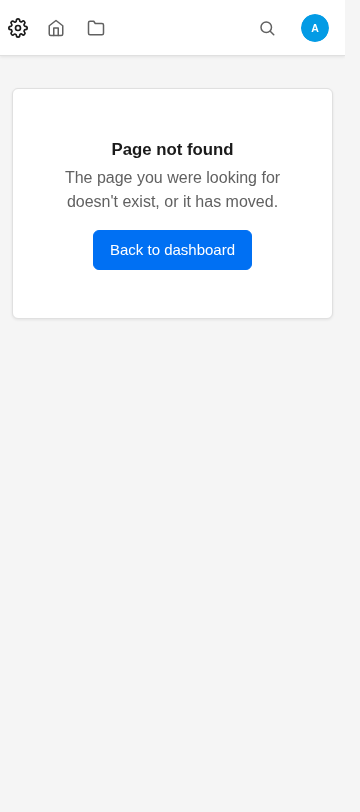 A
Page not found
The page you were looking for
doesn't exist, or it has moved.
Back to dashboard